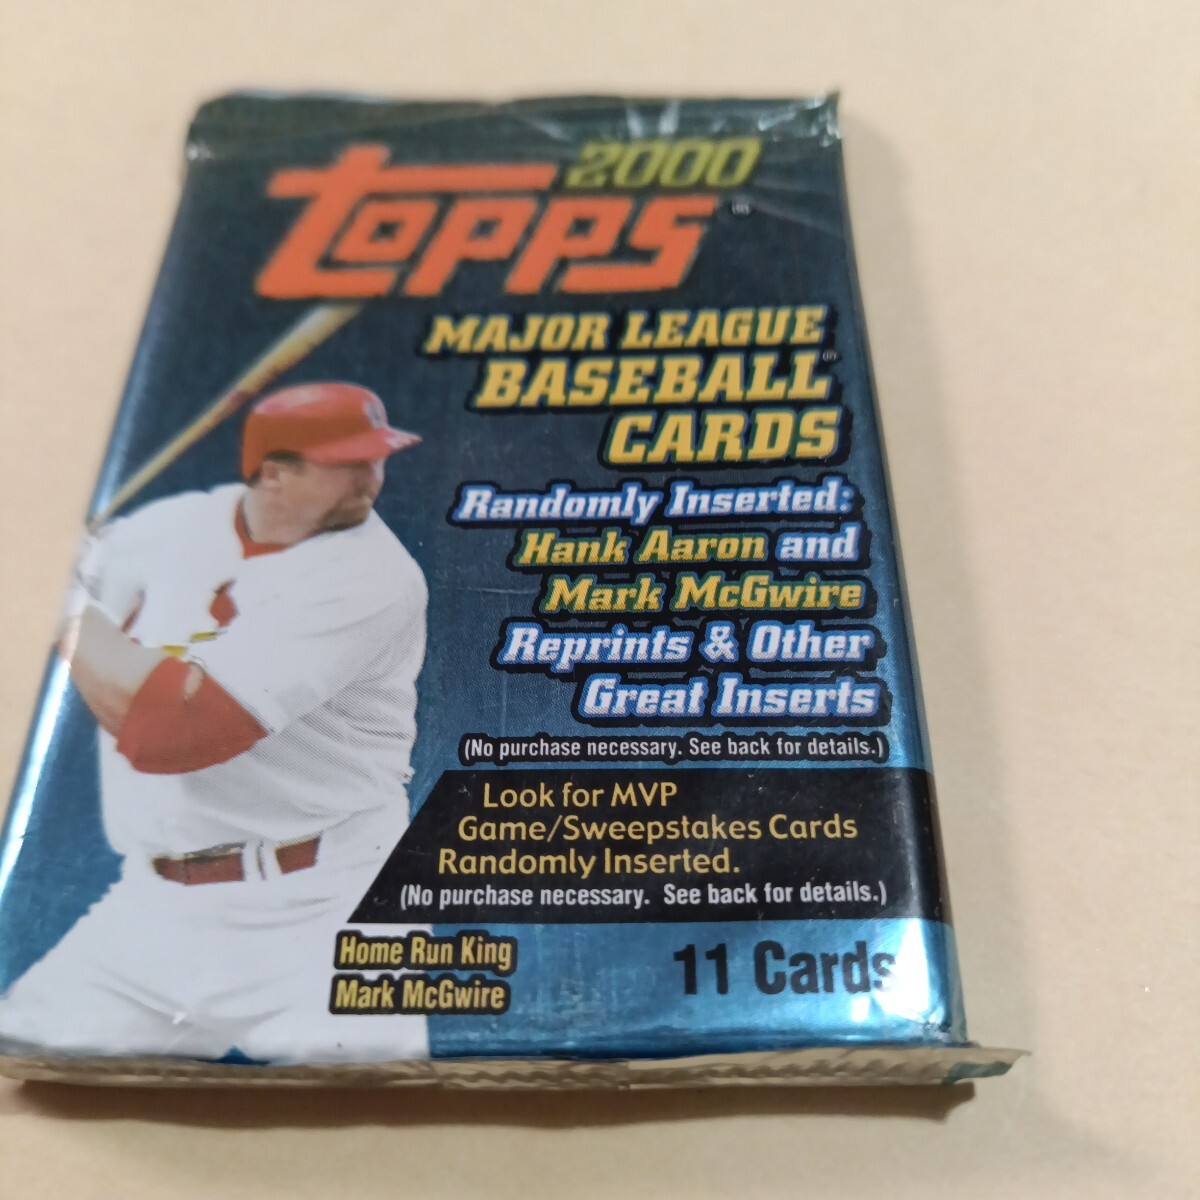 2000
TOPPS
MAJOR LEAGUE
BASEBALL
CARDS
Randomly Inserted:
Hank Aaron and
Mark McGwire
Reprints & Other
Great Inserts
(No purchase necessary. See back for details.)
Look for MVP
Game/Sweepstakes Cards
Randomly Inserted.
(No purchase necessary. See back for details.)
Home Run King
Mark McGwire
11 Cards